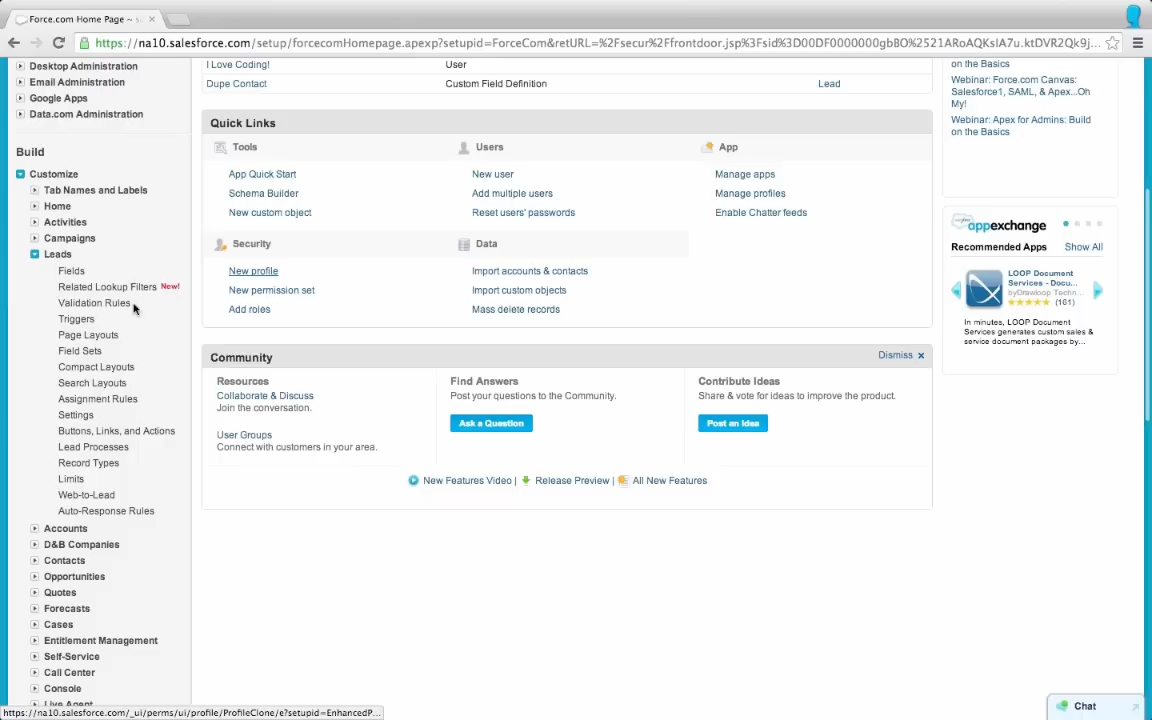 Force.com Home Page ~ s
https://na10.salesforce.com/setup/forcecomHomepage.apexp?setupid=ForceCom&retURL=%2Fsecur%2Ffrontdoor.jsp%3Fsid%3D00DF0000000gbBO%2521ARoAQKsIA7u.ktDVR2Qk9j...
Desktop Administration
Email Administration
Google Apps
Data.com Administration
Build
Customize
Tab Names and Labels
Home
Activities
Campaigns
Leads
Fields
Related Lookup Filters New!
Validation Rules
Triggers
Page Layouts
Field Sets
Compact Layouts
Search Layouts
Assignment Rules
Settings
Buttons, Links, and Actions
Lead Processes
Record Types
Limits
Web-to-Lead
Auto-Response Rules
Accounts
D&B Companies
Contacts
Opportunities
Quotes
Forecasts
Cases
Entitlement Management
Self-Service
Call Center
Console
Live Agent
I Love Coding! User
Dupe Contact Custom Field Definition Lead
Quick Links
Tools
App Quick Start
Schema Builder
New custom object
Users
New user
Add multiple users
Reset users' passwords
App
Manage apps
Manage profiles
Enable Chatter feeds
Security
New profile
New permission set
Add roles
Data
Import accounts & contacts
Import custom objects
Mass delete records
Community
Dismiss
Resources
Collaborate & Discuss
Join the conversation.
User Groups
Connect with customers in your area.
Find Answers
Post your questions to the Community.
Ask a Question
Contribute Ideas
Share & vote for ideas to improve the product.
Post an Idea
New Features Video | Release Preview | All New Features
on the Basics
Webinar: Force.com Canvas:
Salesforce1, SAML, & Apex...Oh
My!
Webinar: Apex for Admins: Build
on the Basics
appexchange
Recommended Apps Show All
LOOP Document
Services - Docu...
byDrawloop Techn...
(161)
In minutes, LOOP Document
Services generates custom sales &
service document packages by...
https://na10.salesforce.com/_ui/perms/ui/profile/ProfileClone/e?setupid=EnhancedP...
Chat